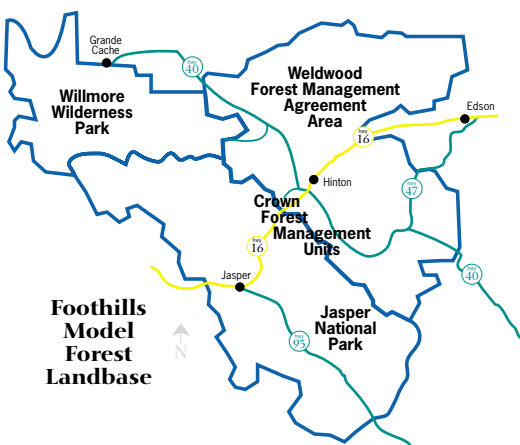 Grande
Cache
hwy
40
Weldwood
Forest Management
Agreement
Area
Willmore
Wilderness
Park
Edson
hwy
16
Hinton
hwy
47
Crown
Forest
Management
Units
hwy
16
Jasper
hwy
40
Foothills
Model
Forest
Landbase
N
Jasper
National
Park
hwy
93